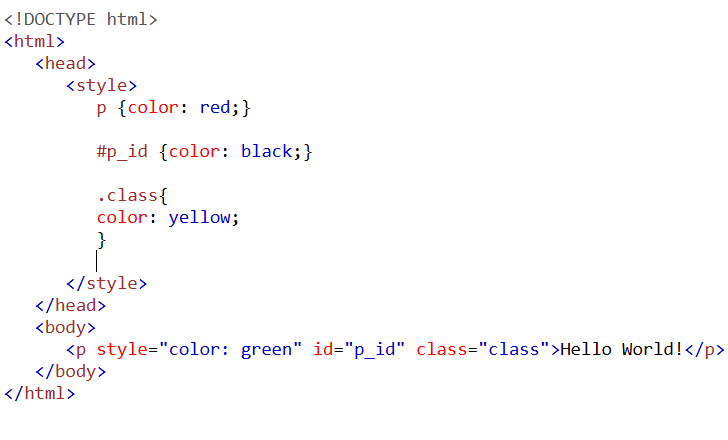 <!DOCTYPE html>
<html>
<head>
<style>
p {color: red;}
#p_id {color: black;}
.class{
color: yellow;
}
</style>
</head>
<body>
<p style="color: green" id="p_id" class="class">Hello World!</p>
</body>
</html>